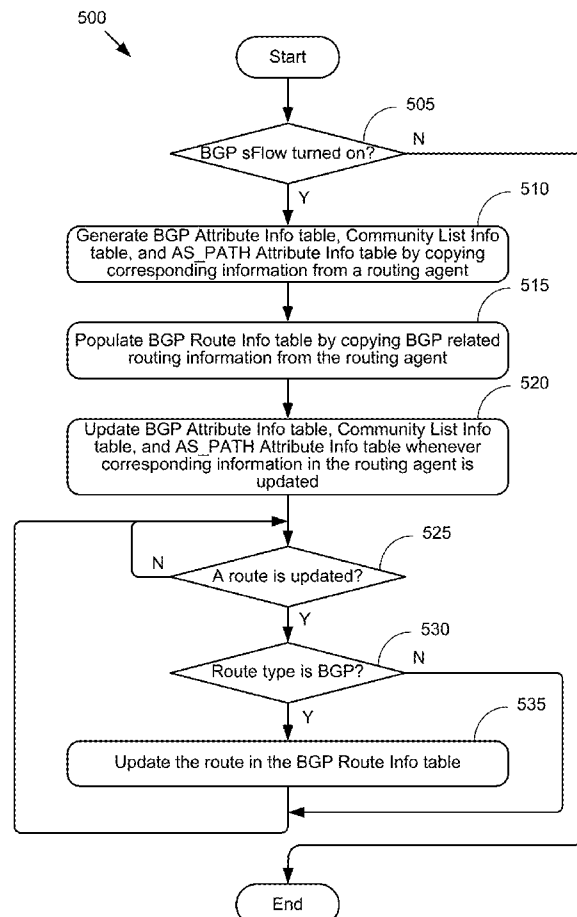 500
Start
505
BGP sFlow turned on?
N
Y
510
Generate BGP Attribute Info table, Community List Info
table, and AS_PATH Attribute Info table by copying
corresponding information from a routing agent
515
Populate BGP Route Info table by copying BGP related
routing information from the routing agent
520
Update BGP Attribute Info table, Community List Info
table, and AS_PATH Attribute Info table whenever
corresponding information in the routing agent is
updated
525
N
A route is updated?
Y
530
Route type is BGP?
N
Y
535
Update the route in the BGP Route Info table
End